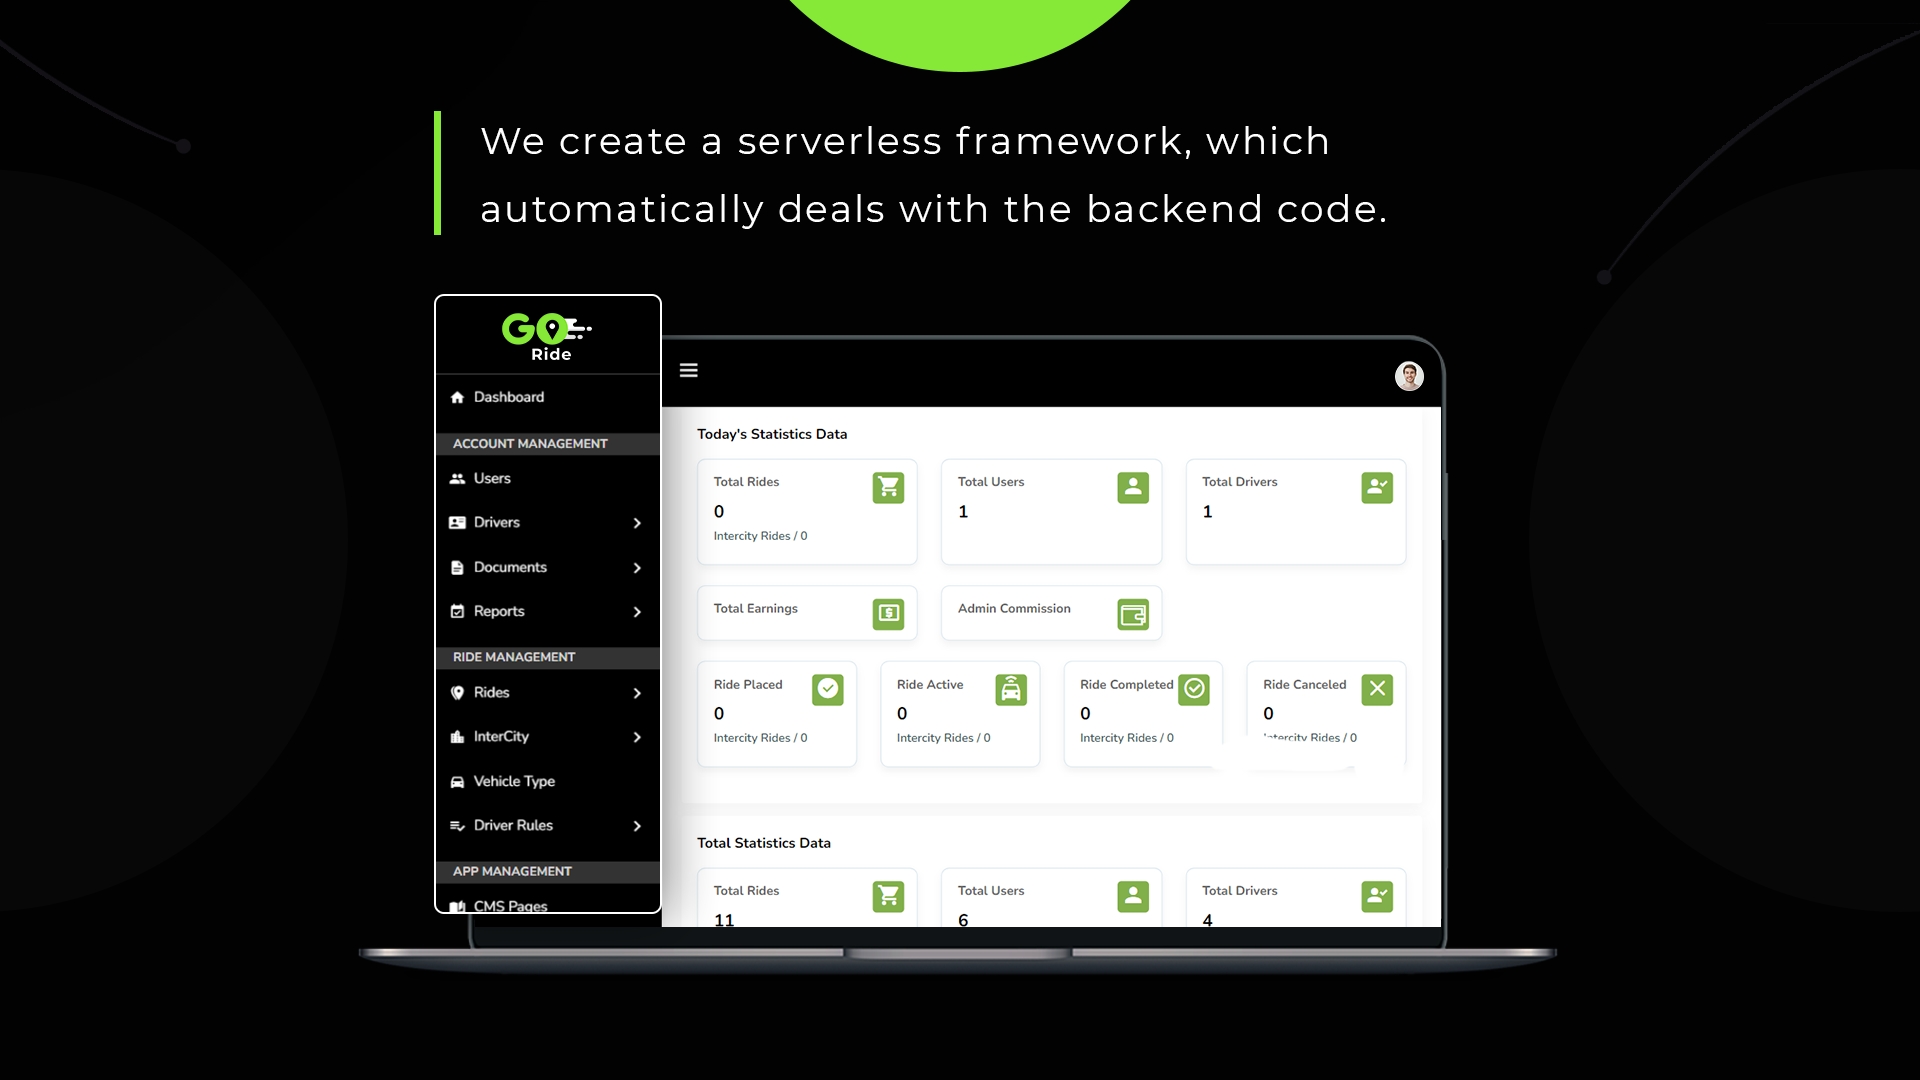 We create a serverless framework, which
automatically deals with the backend code.
GO
Ride
Dashboard
ACCOUNT MANAGEMENT
Users
Drivers
Documents
Reports
RIDE MANAGEMENT
Rides
InterCity
Vehicle Type
Driver Rules
APP MANAGEMENT
CMS Pages
Today's Statistics Data
Total Rides
0
Intercity Rides / 0
Total Users
1
Total Drivers
1
Total Earnings
Admin Commission
Ride Placed
0
Intercity Rides / 0
Ride Active
0
Intercity Rides / 0
Ride Completed
0
Intercity Rides / 0
Ride Canceled
0
Intercity Rides / 0
Total Statistics Data
Total Rides
11
Total Users
6
Total Drivers
4